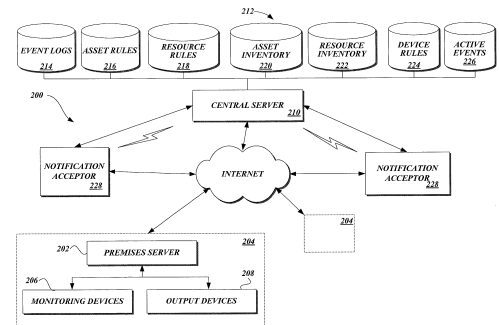 212
EVENT LOGS
214
ASSET RULES
216
RESOURCE
RULES
218
ASSET
INVENTORY
220
RESOURCE
INVENTORY
222
DEVICE
RULES
224
ACTIVE
EVENTS
226
200
CENTRAL SERVER
210
NOTIFICATION
ACCEPTOR
228
INTERNET
NOTIFICATION
ACCEPTOR
228
204
204
202
PREMISES SERVER
206
208
MONITORING DEVICES
OUTPUT DEVICES